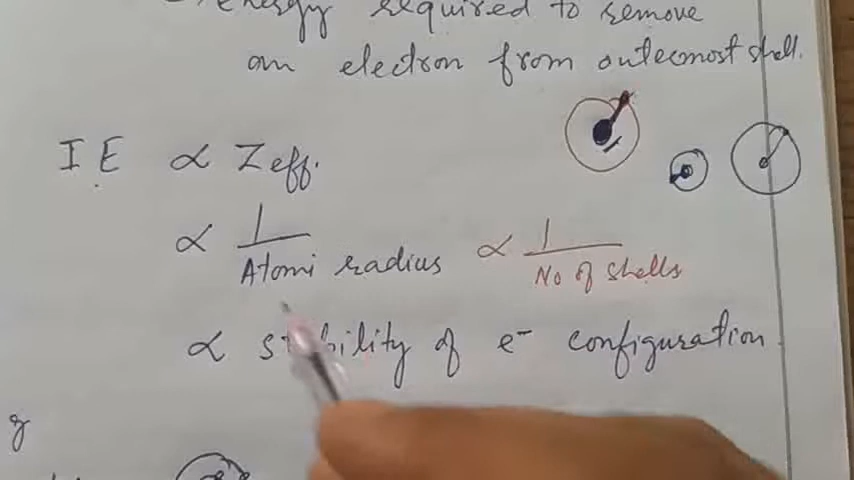 energy required to remove
an electron from outermost shell.
I E ∝ Zeff.
∝ 1/Atomi radius ∝ 1/No of shells
∝ stability of e⁻ configuration